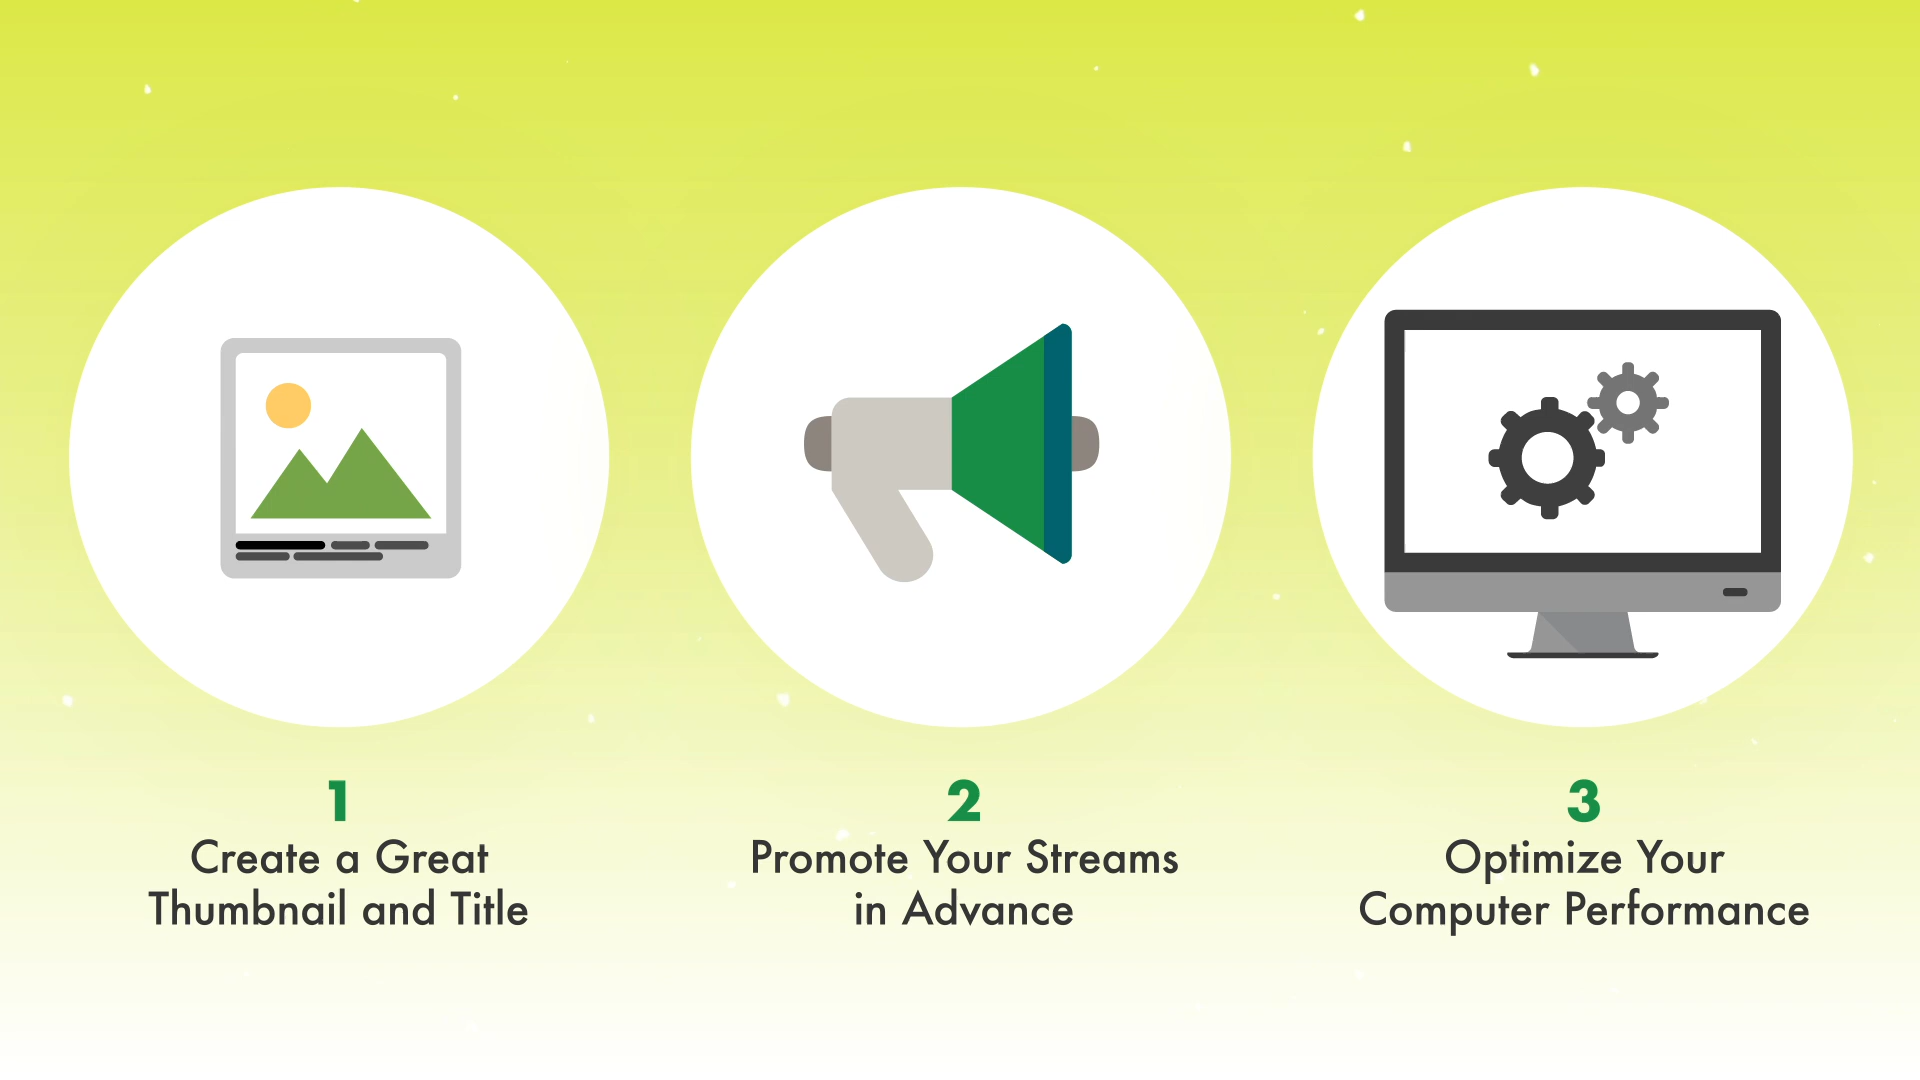 1
Create a Great
Thumbnail and Title
2
Promote Your Streams
in Advance
3
Optimize Your
Computer Performance